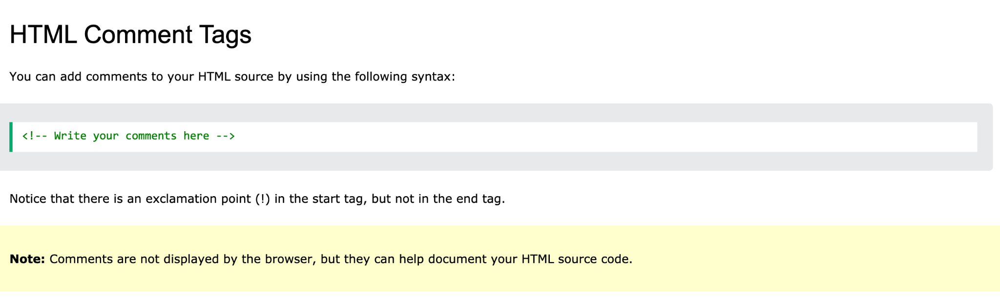 HTML Comment Tags
You can add comments to your HTML source by using the following syntax:
<!-- Write your comments here -->
Notice that there is an exclamation point (!) in the start tag, but not in the end tag.
Note: Comments are not displayed by the browser, but they can help document your HTML source code.